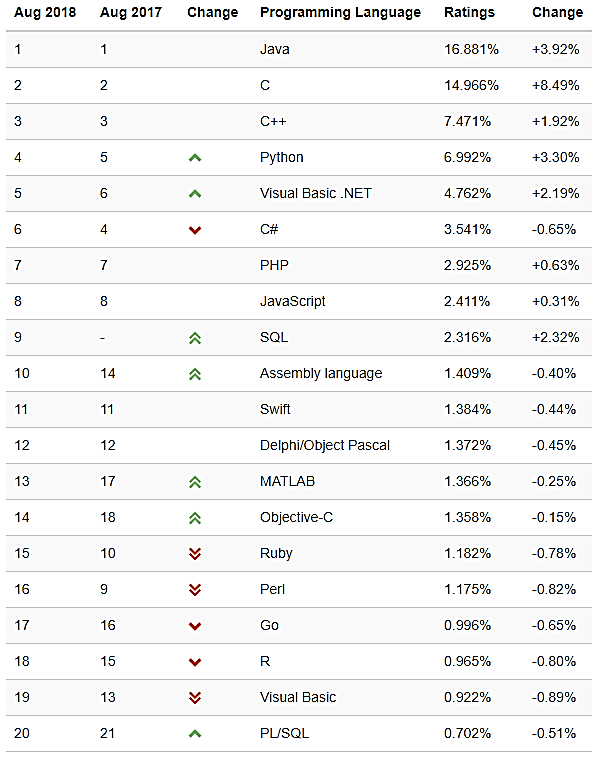 Aug 2018 Aug 2017 Change Programming Language Ratings Change
1 1 Java 16.881% +3.92%
2 2 C 14.966% +8.49%
3 3 C++ 7.471% +1.92%
4 5 Python 6.992% +3.30%
5 6 Visual Basic .NET 4.762% +2.19%
6 4 C# 3.541% -0.65%
7 7 PHP 2.925% +0.63%
8 8 JavaScript 2.411% +0.31%
9 - SQL 2.316% +2.32%
10 14 Assembly language 1.409% -0.40%
11 11 Swift 1.384% -0.44%
12 12 Delphi/Object Pascal 1.372% -0.45%
13 17 MATLAB 1.366% -0.25%
14 18 Objective-C 1.358% -0.15%
15 10 Ruby 1.182% -0.78%
16 9 Perl 1.175% -0.82%
17 16 Go 0.996% -0.65%
18 15 R 0.965% -0.80%
19 13 Visual Basic 0.922% -0.89%
20 21 PL/SQL 0.702% -0.51%